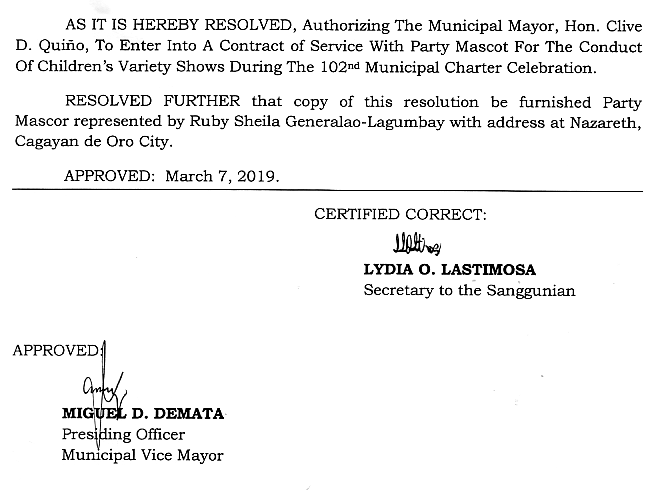 AS IT IS HEREBY RESOLVED, Authorizing The Municipal Mayor, Hon. Clive
D. Quiño, To Enter Into A Contract of Service With Party Mascot For The Conduct
Of Children's Variety Shows During The 102nd Municipal Charter Celebration.
RESOLVED FURTHER that copy of this resolution be furnished Party
Mascor represented by Ruby Sheila Generalao-Lagumbay with address at Nazareth,
Cagayan de Oro City.
APPROVED: March 7, 2019.
CERTIFIED CORRECT:
LYDIA O. LASTIMOSA
Secretary to the Sanggunian
APPROVED:
MIGUEL D. DEMATA
Presiding Officer
Municipal Vice Mayor